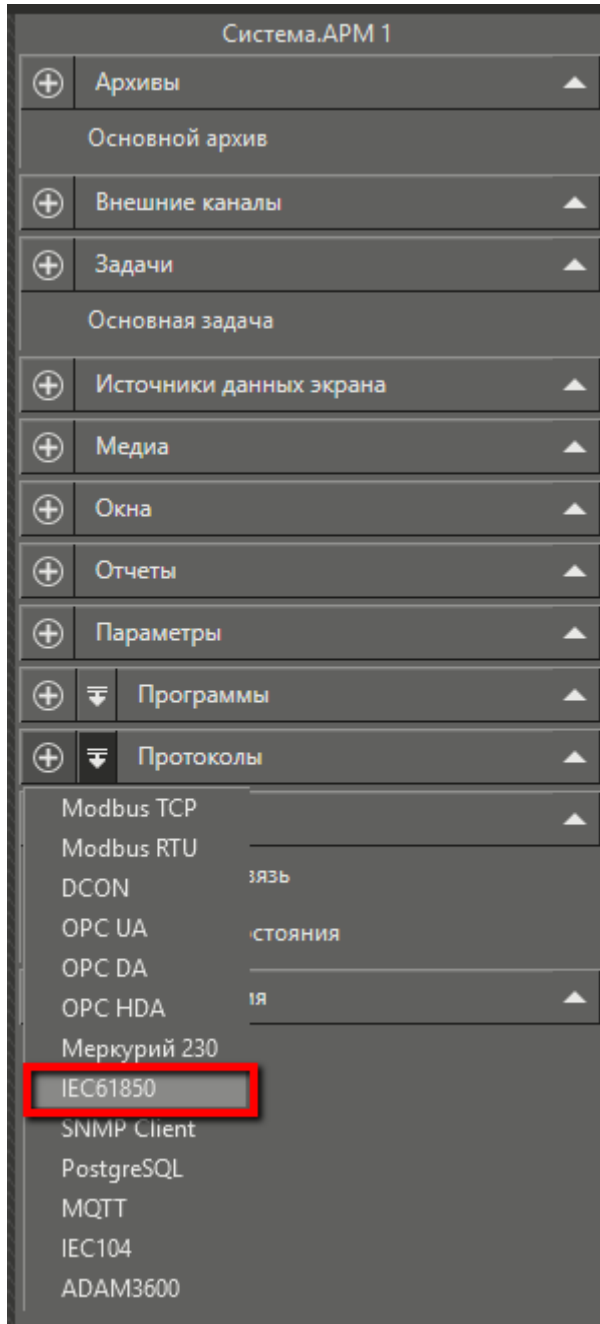 Система.АРМ 1
Архивы
Основной архив
Внешние каналы
Задачи
Основная задача
Источники данных экрана
Медиа
Окна
Отчеты
Параметры
Программы
Протоколы
Modbus TCP
Modbus RTU
DCON
OPC UA
OPC DA
OPC HDA
Меркурий 230
IEC61850
SNMP Client
PostgreSQL
MQTT
IEC104
ADAM3600